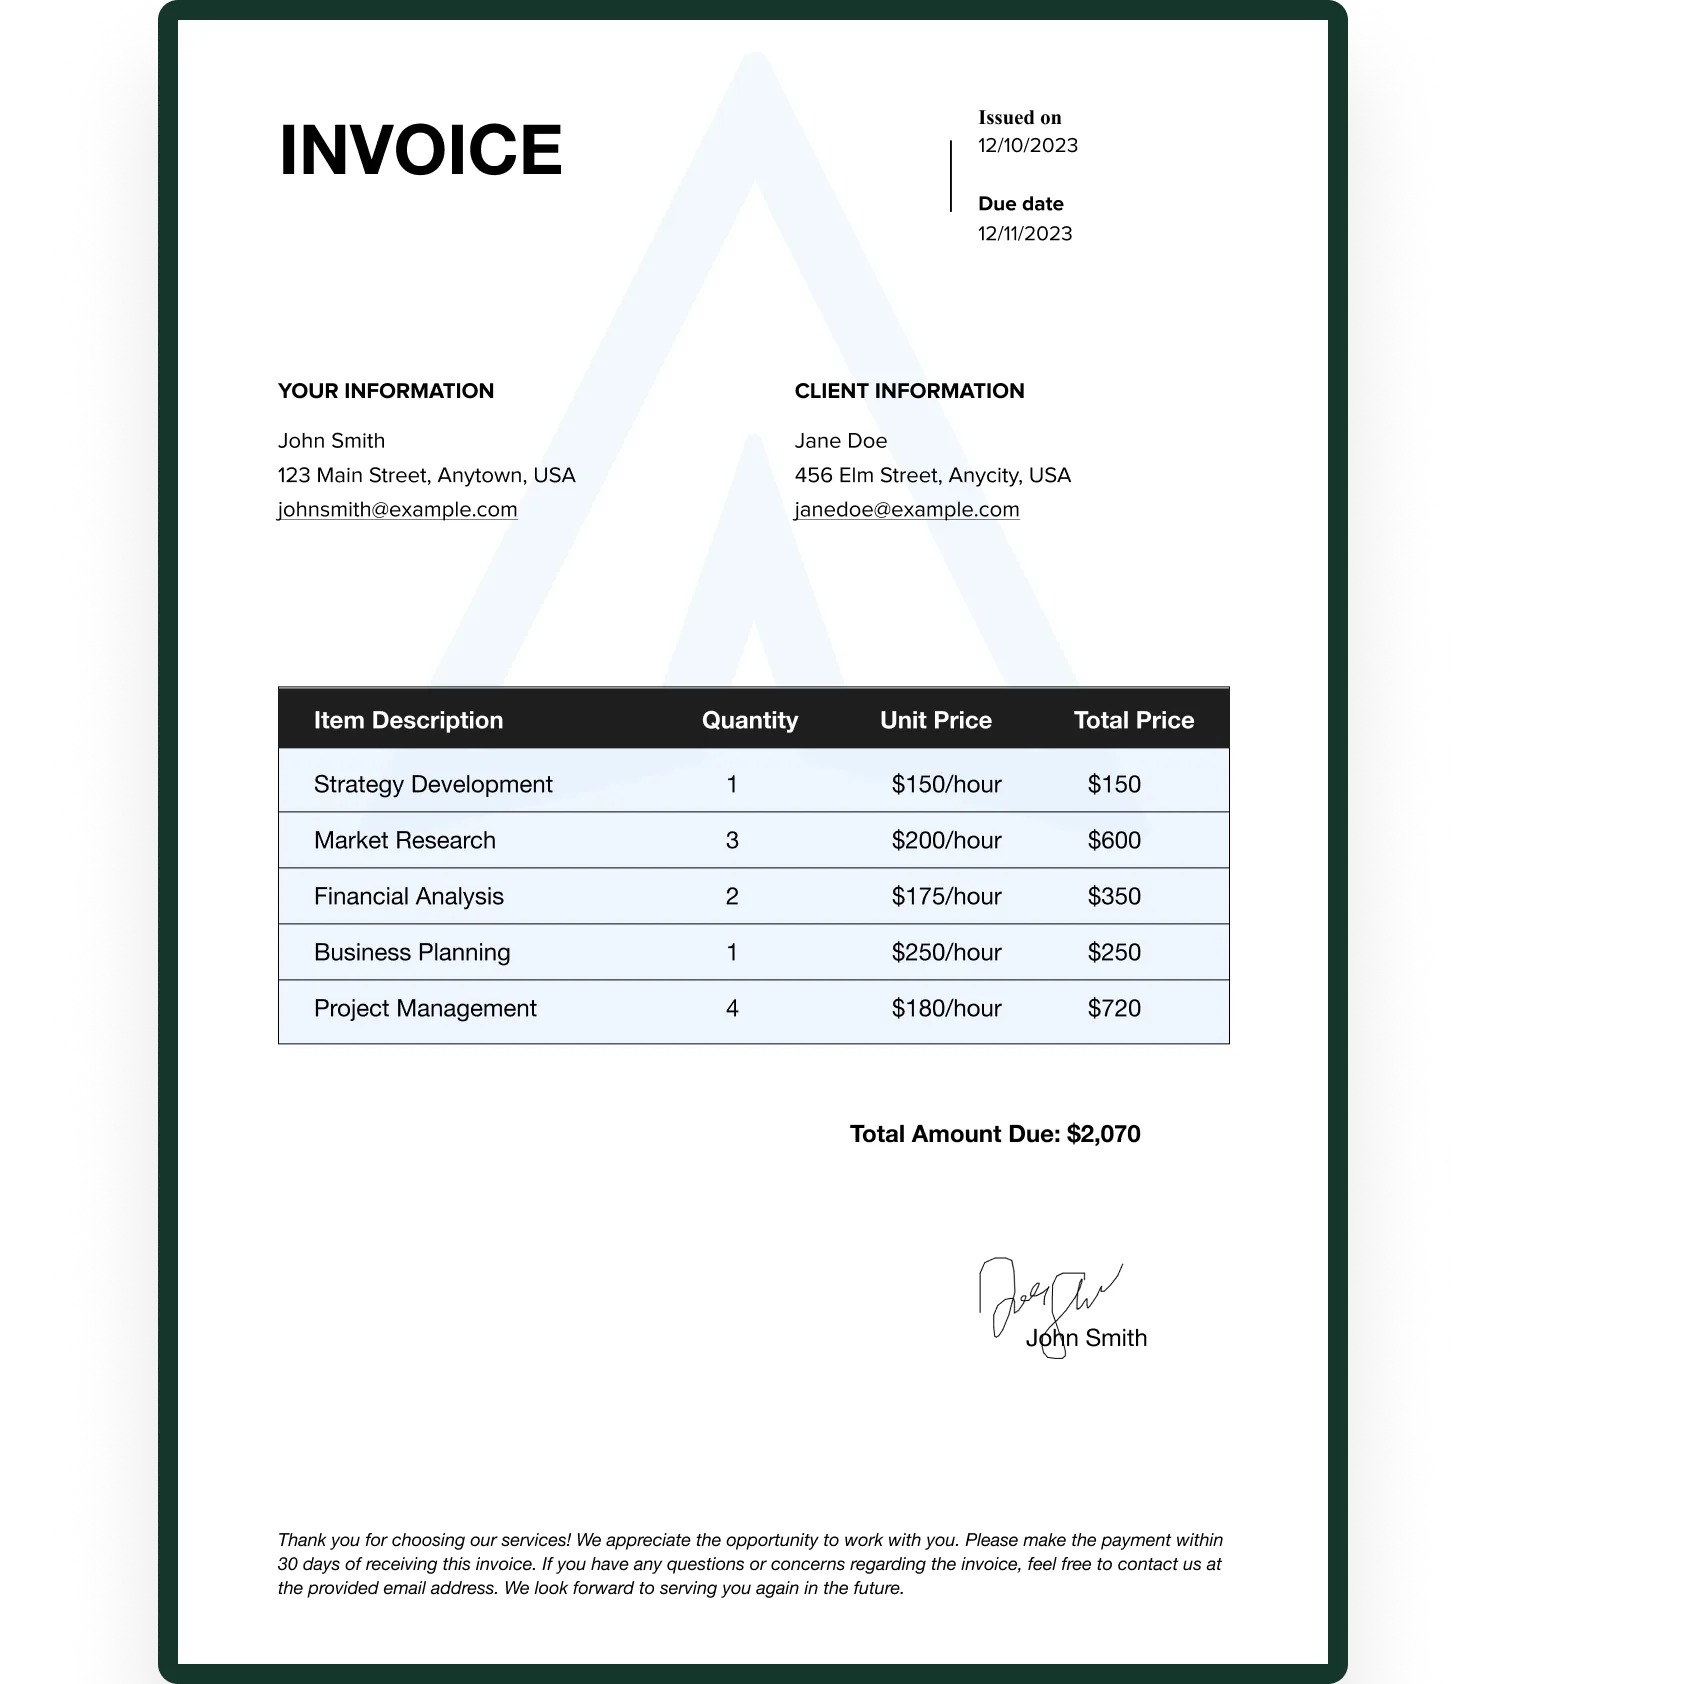 INVOICE
Issued on
12/10/2023
Due date
12/11/2023
YOUR INFORMATION
John Smith
123 Main Street, Anytown, USA
johnsmith@example.com
CLIENT INFORMATION
Jane Doe
456 Elm Street, Anycity, USA
janedoe@example.com
Item Description Quantity Unit Price Total Price
Strategy Development 1 $150/hour $150
Market Research 3 $200/hour $600
Financial Analysis 2 $175/hour $350
Business Planning 1 $250/hour $250
Project Management 4 $180/hour $720
Total Amount Due: $2,070
John Smith
Thank you for choosing our services! We appreciate the opportunity to work with you. Please make the payment within
30 days of receiving this invoice. If you have any questions or concerns regarding the invoice, feel free to contact us at
the provided email address. We look forward to serving you again in the future.